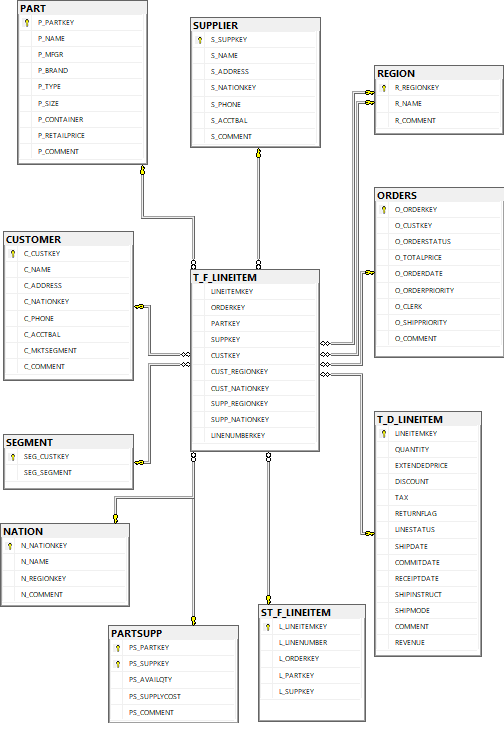 PART
P_PARTKEY
P_NAME
P_MFGR
P_BRAND
P_TYPE
P_SIZE
P_CONTAINER
P_RETAILPRICE
P_COMMENT
SUPPLIER
S_SUPPKEY
S_NAME
S_ADDRESS
S_NATIONKEY
S_PHONE
S_ACCTBAL
S_COMMENT
REGION
R_REGIONKEY
R_NAME
R_COMMENT
ORDERS
O_ORDERKEY
O_CUSTKEY
O_ORDERSTATUS
O_TOTALPRICE
O_ORDERDATE
O_ORDERPRIORITY
O_CLERK
O_SHIPPRIORITY
O_COMMENT
CUSTOMER
C_CUSTKEY
C_NAME
C_ADDRESS
C_NATIONKEY
C_PHONE
C_ACCTBAL
C_MKTSEGMENT
C_COMMENT
T_F_LINEITEM
LINEITEMKEY
ORDERKEY
PARTKEY
SUPPKEY
CUSTKEY
CUST_REGIONKEY
CUST_NATIONKEY
SUPP_REGIONKEY
SUPP_NATIONKEY
LINENUMBERKEY
SEGMENT
SEG_CUSTKEY
SEG_SEGMENT
T_D_LINEITEM
LINEITEMKEY
QUANTITY
EXTENDEDPRICE
DISCOUNT
TAX
RETURNFLAG
LINESTATUS
SHIPDATE
COMMITDATE
RECEIPTDATE
SHIPINSTRUCT
SHIPMODE
COMMENT
REVENUE
NATION
N_NATIONKEY
N_NAME
N_REGIONKEY
N_COMMENT
PARTSUPP
PS_PARTKEY
PS_SUPPKEY
PS_AVAILQTY
PS_SUPPLYCOST
PS_COMMENT
ST_F_LINEITEM
L_LINEITEMKEY
L_LINENUMBER
L_ORDERKEY
L_PARTKEY
L_SUPPKEY